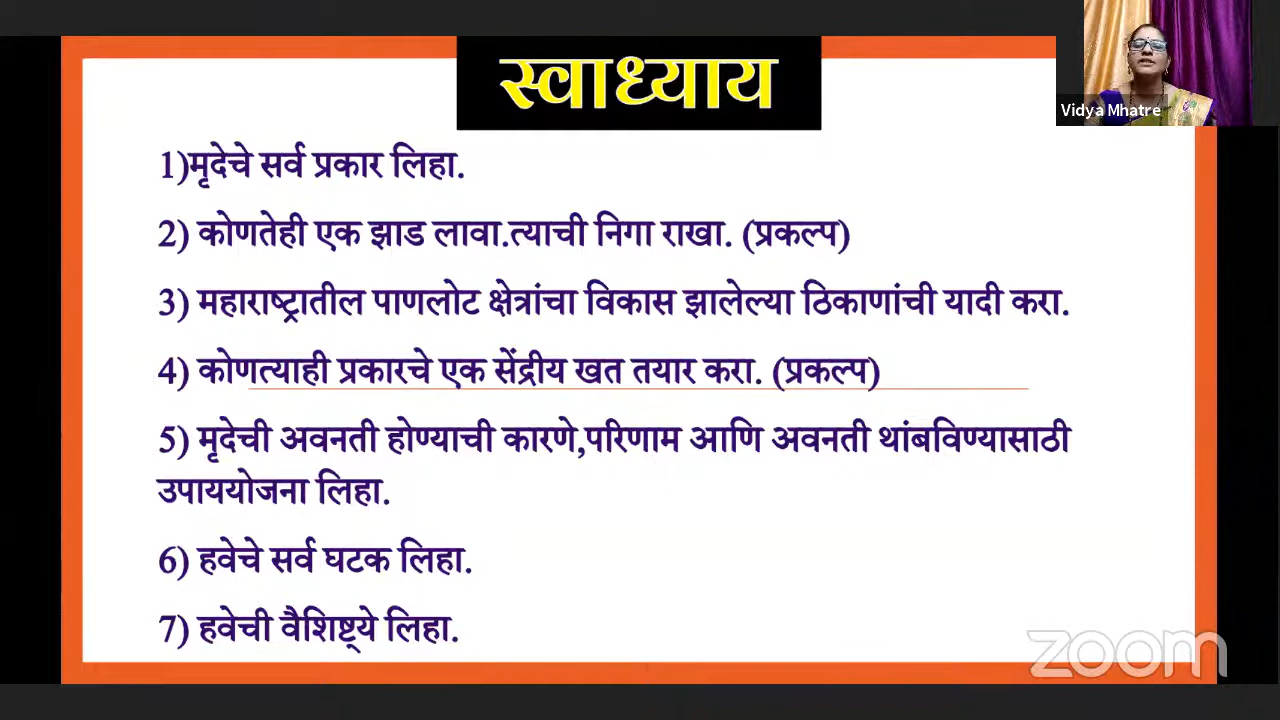 स्वाध्याय
Vidya Mhatre
1)मृदेचे सर्व प्रकार लिहा.
2) कोणतेही एक झाड लावा.त्याची निगा राखा. (प्रकल्प)
3) महाराष्ट्रातील पाणलोट क्षेत्रांचा विकास झालेल्या ठिकाणांची यादी करा.
4) कोणत्याही प्रकारचे एक सेंद्रीय खत तयार करा. (प्रकल्प)
5) मृदेची अवनती होण्याची कारणे,परिणाम आणि अवनती थांबविण्यासाठी
उपाययोजना लिहा.
6) हवेचे सर्व घटक लिहा.
7) हवेची वैशिष्ट्ये लिहा.
zoom